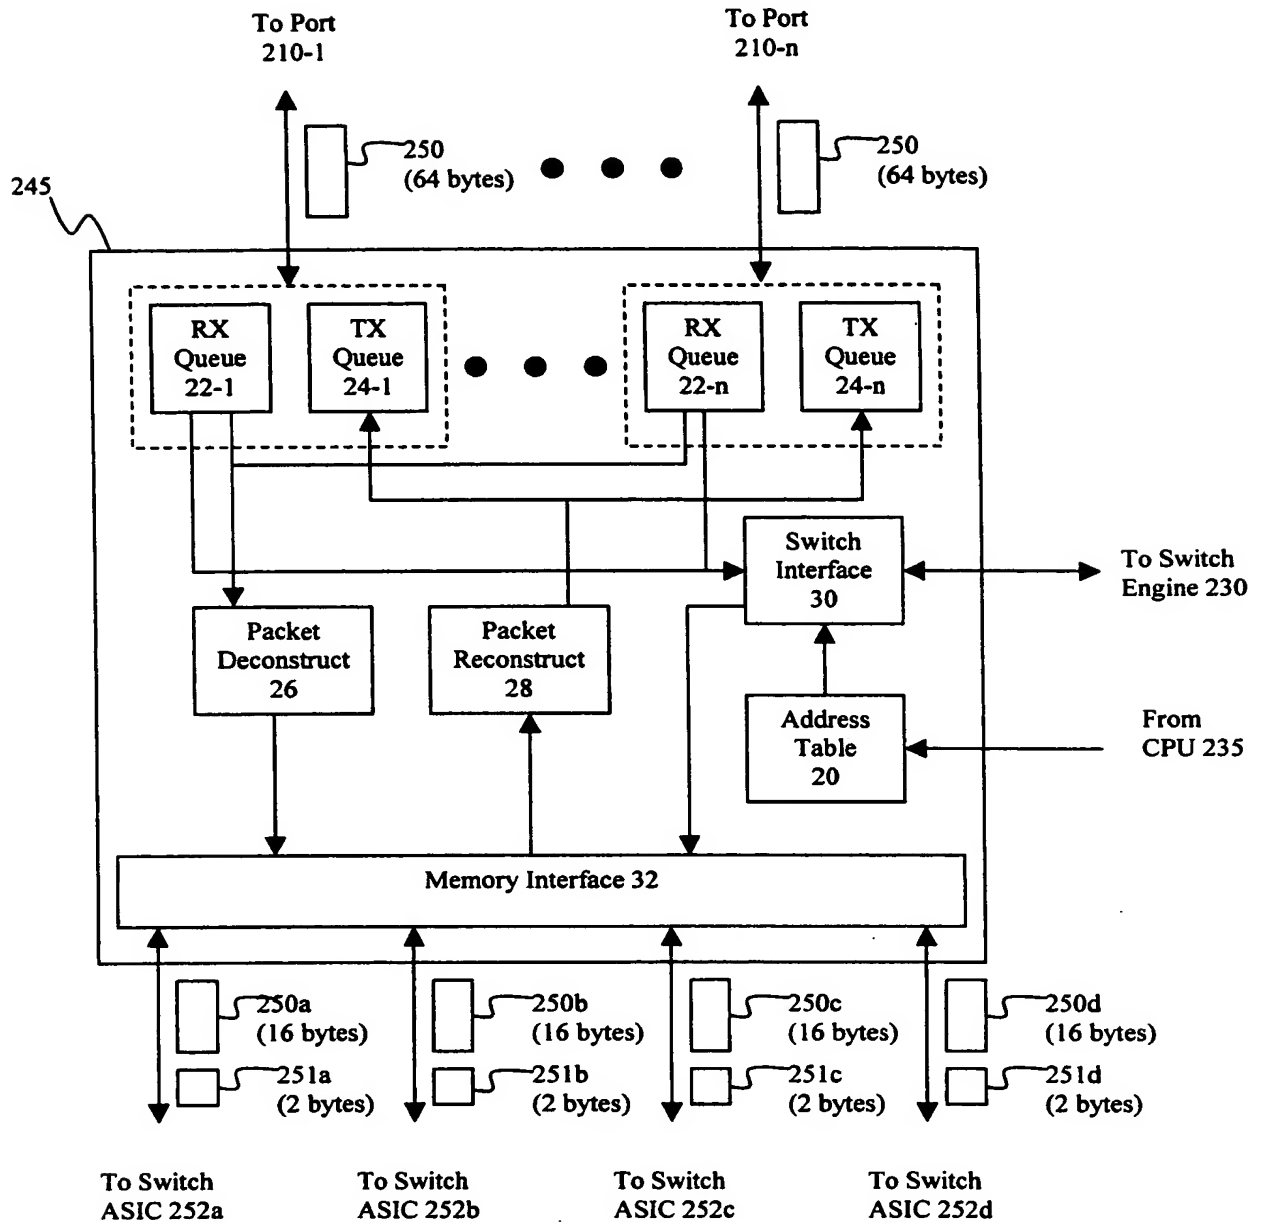 To Port
210-1
To Port
210-n
250
(64 bytes)
250
(64 bytes)
245
RX
Queue
22-1
TX
Queue
24-1
RX
Queue
22-n
TX
Queue
24-n
Switch
Interface
30
To Switch
Engine 230
Packet
Deconstruct
26
Packet
Reconstruct
28
Address
Table
20
From
CPU 235
Memory Interface 32
250a
(16 bytes)
250b
(16 bytes)
250c
(16 bytes)
250d
(16 bytes)
251a
(2 bytes)
251b
(2 bytes)
251c
(2 bytes)
251d
(2 bytes)
To Switch
ASIC 252a
To Switch
ASIC 252b
To Switch
ASIC 252c
To Switch
ASIC 252d